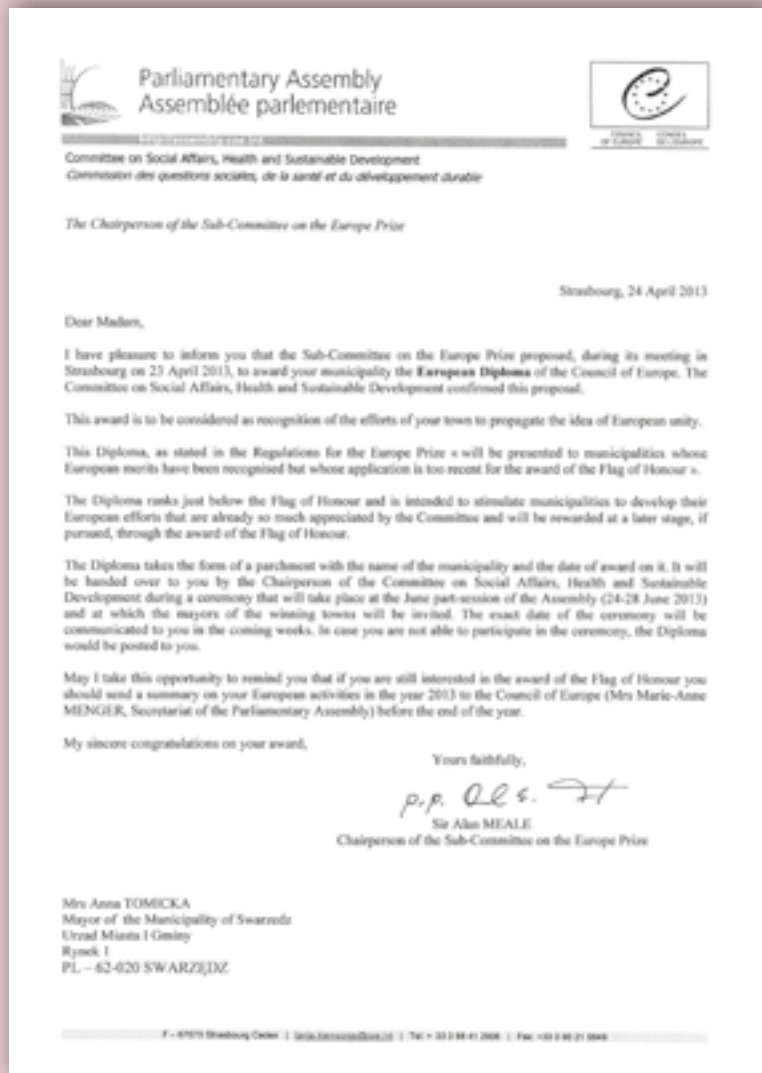 Parliamentary Assembly
Assemblée parlementaire
COUNCIL CONSEIL
OF EUROPE DE L'EUROPE
Committee on Social Affairs, Health and Sustainable Development
Commission des questions sociales, de la santé et du développement durable
The Chairperson of the Sub-Committee on the Europe Prize
Strasbourg, 24 April 2013
Dear Madam,
I have pleasure to inform you that the Sub-Committee on the Europe Prize proposed, during its meeting in
Strasbourg on 23 April 2013, to award your municipality the European Diploma of the Council of Europe. The
Committee on Social Affairs, Health and Sustainable Development confirmed this proposal.
This award is to be considered as recognition of the efforts of your town to propagate the idea of European unity.
This Diploma, as stated in the Regulations for the Europe Prize « will be presented to municipalities whose
European merits have been recognised but whose application is too recent for the award of the Flag of Honour ».
The Diploma ranks just below the Flag of Honour and is intended to stimulate municipalities to develop their
European efforts that are already so much appreciated by the Committee and will be rewarded at a later stage, if
pursued, through the award of the Flag of Honour.
The Diploma takes the form of a parchment with the name of the municipality and the date of award on it. It will
be handed over to you by the Chairperson of the Committee on Social Affairs, Health and Sustainable
Development during a ceremony that will take place at the June part-session of the Assembly (24-28 June 2013)
and at which the mayors of the winning towns will be invited. The exact date of the ceremony will be
communicated to you in the coming weeks. In case you are not able to participate in the ceremony, the Diploma
would be posted to you.
May I take this opportunity to remind you that if you are still interested in the award of the Flag of Honour you
should send a summary on your European activities in the year 2013 to the Council of Europe (Mrs Marie-Anne
MENGER, Secretariat of the Parliamentary Assembly) before the end of the year.
My sincere congratulations on your award,
Yours faithfully,
p.p.
Sir Alan MEALE
Chairperson of the Sub-Committee on the Europe Prize
Mrs Anna TOMICKA
Mayor of the Municipality of Swarzedz
Urzad Miasta I Gminy
Rynek 1
PL – 62-020 SWARZĘDZ
F – 67075 Strasbourg Cedex | | Tel: + 33 3 88 41 | Fax: +33 3 90 21